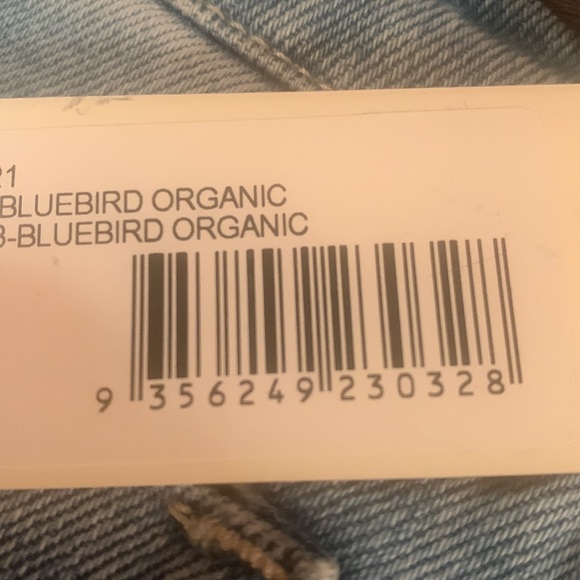 21
BLUEBIRD ORGANIC
3-BLUEBIRD ORGANIC
9 356249 230328